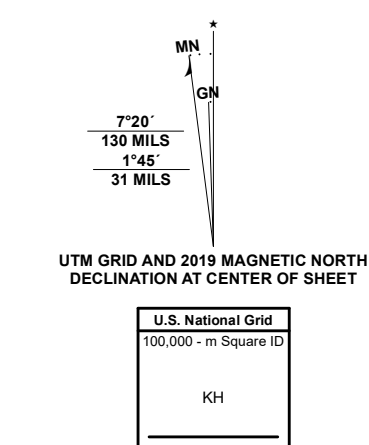 ★
MN
GN
7°20´
130 MILS
1°45´
31 MILS
UTM GRID AND 2019 MAGNETIC NORTH
DECLINATION AT CENTER OF SHEET
U.S. National Grid
100,000 - m Square ID
KH